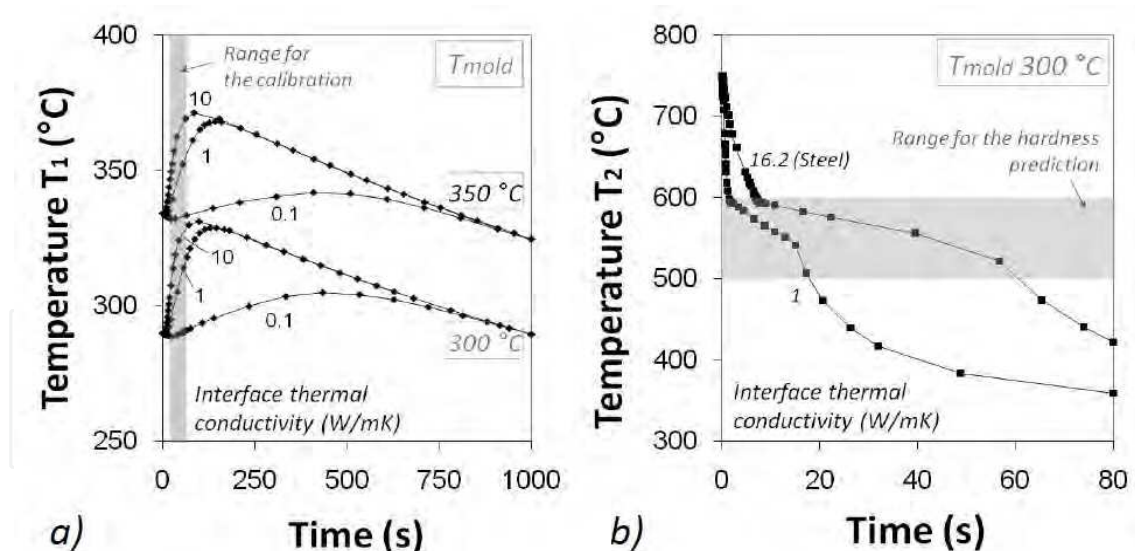 400
350
300
250
Temperature T1 (°C)
Range for
the calibration
Tmold
10
1
0.1
350 °C
10
1
0.1
300 °C
Interface thermal
conductivity (W/mK)
0 250 500 750 1000
a) Time (s)
800
700
600
500
400
300
Temperature T2 (°C)
Tmold 300 °C
Range for the hardness
prediction
16.2 (Steel)
1
Interface thermal
conductivity (W/mK)
0 20 40 60 80
b) Time (s)